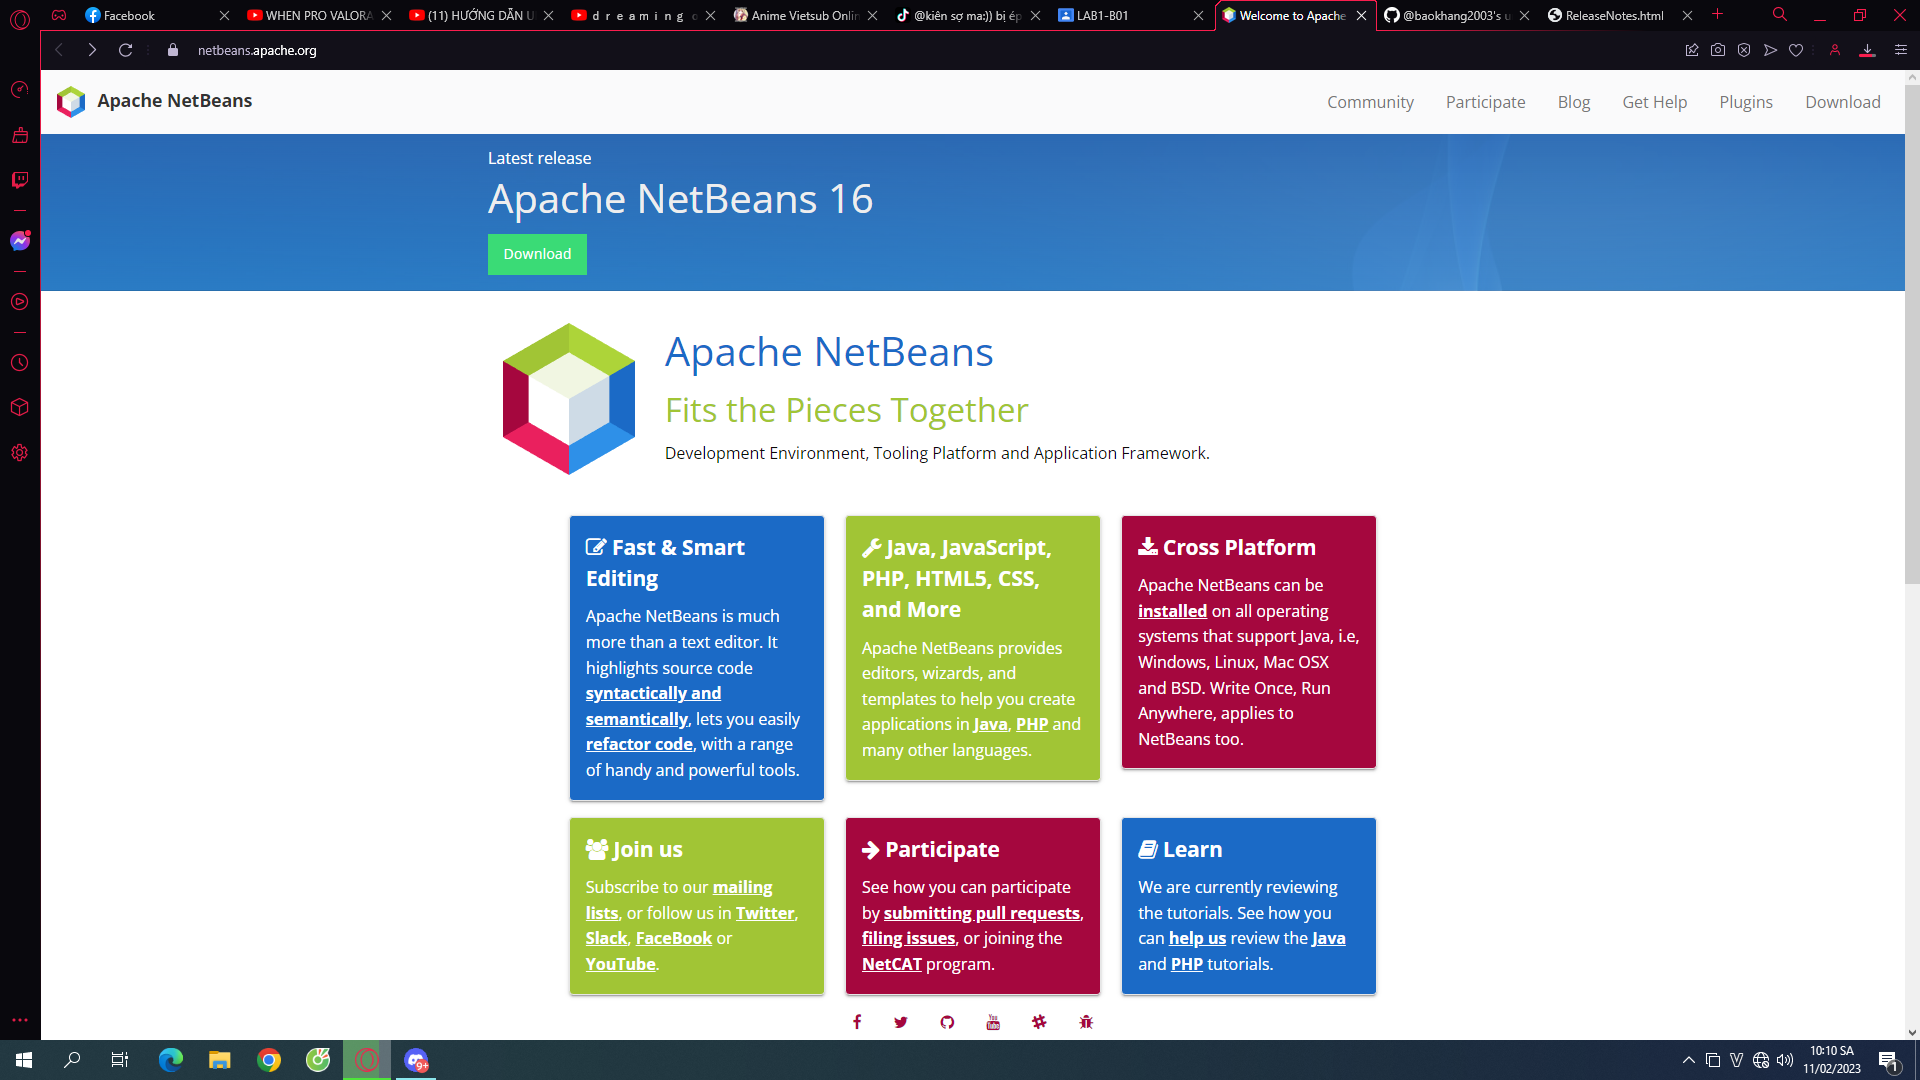 Facebook
WHEN PRO VALORA
(11) HƯỚNG DẪN U
d r e a m i n g
Anime Vietsub Onlin
@kiên sợ ma:)) bị ép
LAB1-B01
Welcome to Apache
@baokhang2003's u
ReleaseNotes.html
netbeans.apache.org
Apache NetBeans
Community
Participate
Blog
Get Help
Plugins
Download
Latest release
Apache NetBeans 16
Download
Apache NetBeans
Fits the Pieces Together
Development Environment, Tooling Platform and Application Framework.
Fast & Smart
Editing
Apache NetBeans is much
more than a text editor. It
highlights source code
syntactically and
semantically, lets you easily
refactor code, with a range
of handy and powerful tools.
Java, JavaScript,
PHP, HTML5, CSS,
and More
Apache NetBeans provides
editors, wizards, and
templates to help you create
applications in Java, PHP and
many other languages.
Cross Platform
Apache NetBeans can be
installed on all operating
systems that support Java, i.e,
Windows, Linux, Mac OSX
and BSD. Write Once, Run
Anywhere, applies to
NetBeans too.
Join us
Subscribe to our mailing
lists, or follow us in Twitter,
Slack, FaceBook or
YouTube.
Participate
See how you can participate
by submitting pull requests,
filing issues, or joining the
NetCAT program.
Learn
We are currently reviewing
the tutorials. See how you
can help us review the Java
and PHP tutorials.
You
Tube
9+
10:10 SA
11/02/2023
1